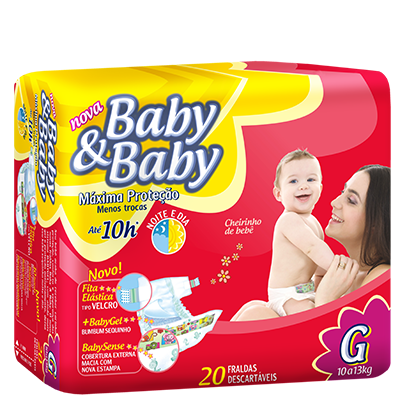 nova
Baby
&Baby
Máxima Proteção
Menos trocas
Até 10h*
NOITE E DIA
Cheirinho
de bebê
Novo!
Fita
Elástica
TIPO VELCRO
+BabyGel
BUMBUM SEQUINHO
BabySense
COBERTURA EXTERNA
MACIA COM
NOVA ESTAMPA
20 FRALDAS
DESCARTÁVEIS
G
10 a 13kg